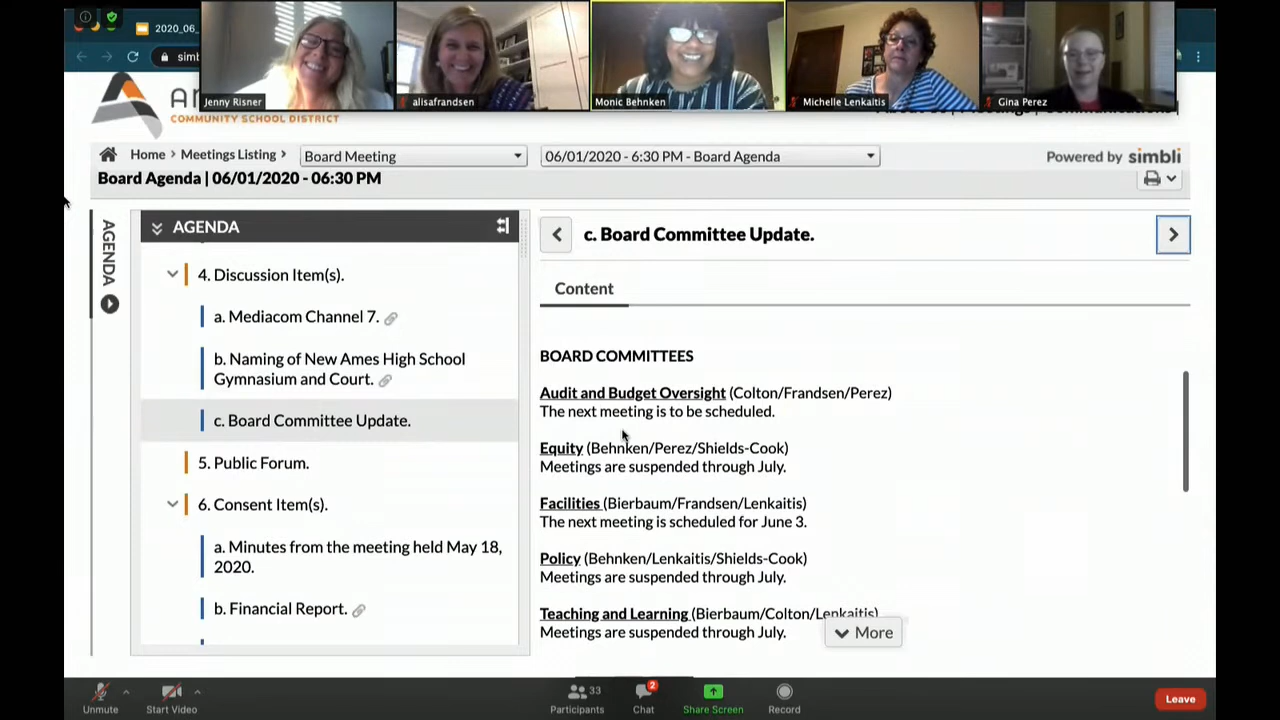 2020_06_
simb
Jenny Risner
alisafrandsen
Monic Behnken
Michelle Lenkaitis
Gina Perez
COMMUNITY SCHOOL DISTRICT
Home > Meetings Listing > Board Meeting 06/01/2020 - 6:30 PM - Board Agenda Powered by simbli
Board Agenda | 06/01/2020 - 06:30 PM
AGENDA
AGENDA
4. Discussion Item(s).
a. Mediacom Channel 7.
b. Naming of New Ames High School
Gymnasium and Court.
c. Board Committee Update.
5. Public Forum.
6. Consent Item(s).
a. Minutes from the meeting held May 18,
2020.
b. Financial Report.
c. Board Committee Update.
Content
BOARD COMMITTEES
Audit and Budget Oversight (Colton/Frandsen/Perez)
The next meeting is to be scheduled.
Equity (Behnken/Perez/Shields-Cook)
Meetings are suspended through July.
Facilities (Bierbaum/Frandsen/Lenkaitis)
The next meeting is scheduled for June 3.
Policy (Behnken/Lenkaitis/Shields-Cook)
Meetings are suspended through July.
Teaching and Learning (Bierbaum/Colton/Lenkaitis)
Meetings are suspended through July.
More
Unmute
Start Video
33
Participants
2
Chat
Share Screen
Record
Leave